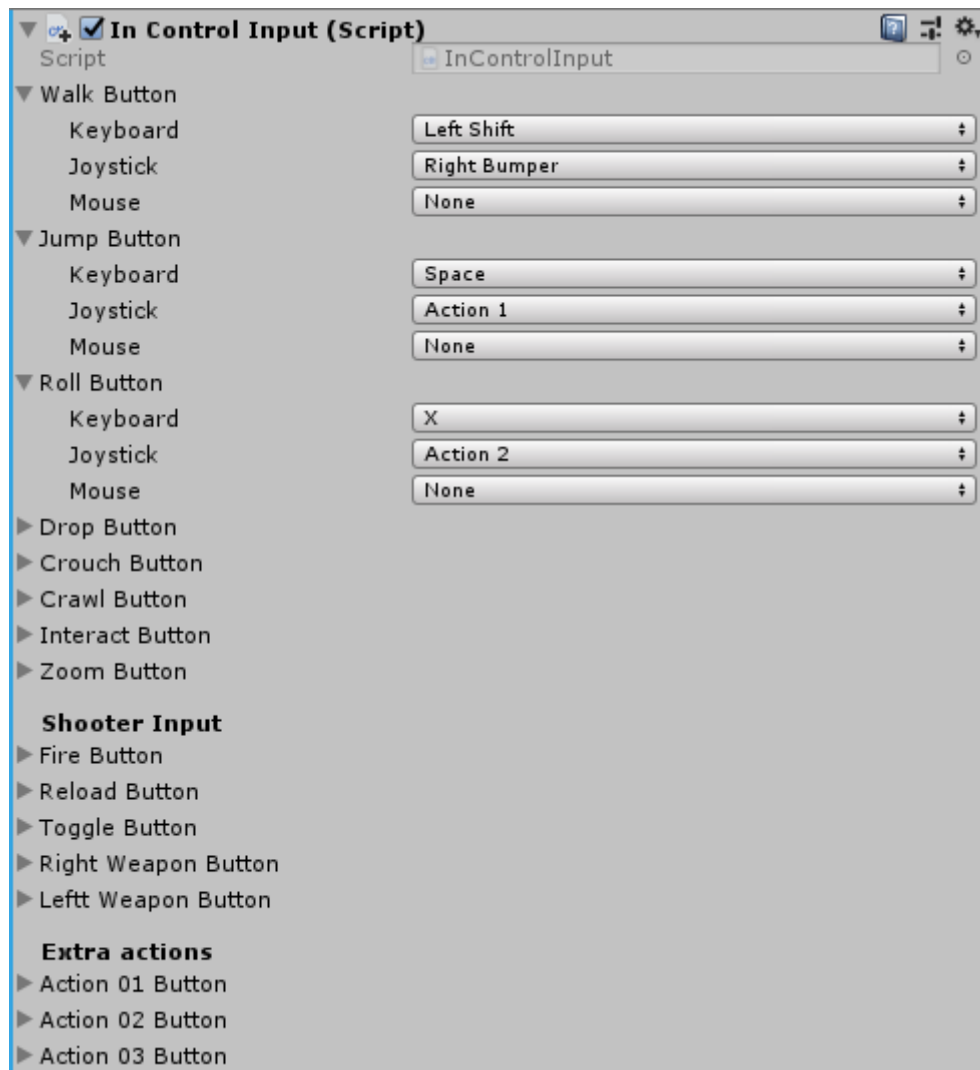 In Control Input (Script)
Script InControlInput
Walk Button
Keyboard Left Shift
Joystick Right Bumper
Mouse None
Jump Button
Keyboard Space
Joystick Action 1
Mouse None
Roll Button
Keyboard X
Joystick Action 2
Mouse None
Drop Button
Crouch Button
Crawl Button
Interact Button
Zoom Button
Shooter Input
Fire Button
Reload Button
Toggle Button
Right Weapon Button
Leftt Weapon Button
Extra actions
Action 01 Button
Action 02 Button
Action 03 Button